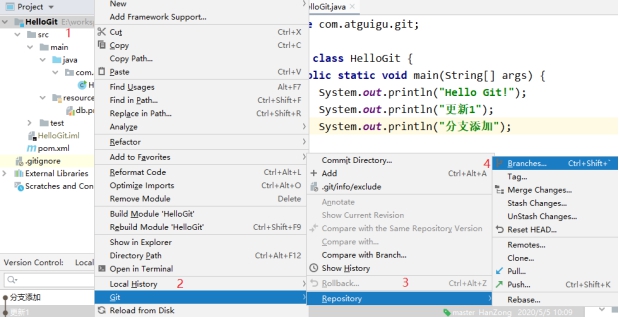 Project
HelloGit E:\works
1
src
main
java
com.
H
resource
db.pr
test
HelloGit.iml
pom.xml
.gitignore
External Libraries
Scratches and Con
Version Control: Local
分支添加
更新1
New
Add Framework Support...
Cut Ctrl+X
Copy Ctrl+C
Copy Path...
Paste Ctrl+V
Find Usages Alt+F7
Find in Path... Ctrl+Shift+F
Replace in Path... Ctrl+Shift+R
Analyze
Refactor
Add to Favorites
Reformat Code Ctrl+Alt+L
Optimize Imports Ctrl+Alt+O
Remove Module Delete
Build Module 'HelloGit'
Rebuild Module 'HelloGit' Ctrl+Shift+F9
Show in Explorer
Directory Path Ctrl+Alt+F12
Open in Terminal
Local History 2
Git
Reload from Disk
HelloGit.java
e com.atguigu.git;
class HelloGit {
blic static void main(String[] args) {
System.out.println("Hello Git!");
System.out.println("更新1");
System.out.println("分支添加");
Commit Directory...
Add Ctrl+Alt+A
.git/info/exclude
Annotate
Show Current Revision
Compare with the Same Repository Version
Compare with...
Compare with Branch...
Show History
3
Rollback... Ctrl+Alt+Z
Repository
master HanZong 2020/5/5 10:09
4
Branches... Ctrl+Shift+`
Tag...
Merge Changes...
Stash Changes...
UnStash Changes...
Reset HEAD...
Remotes...
Clone...
Pull...
Push... Ctrl+Shift+K
Rebase...